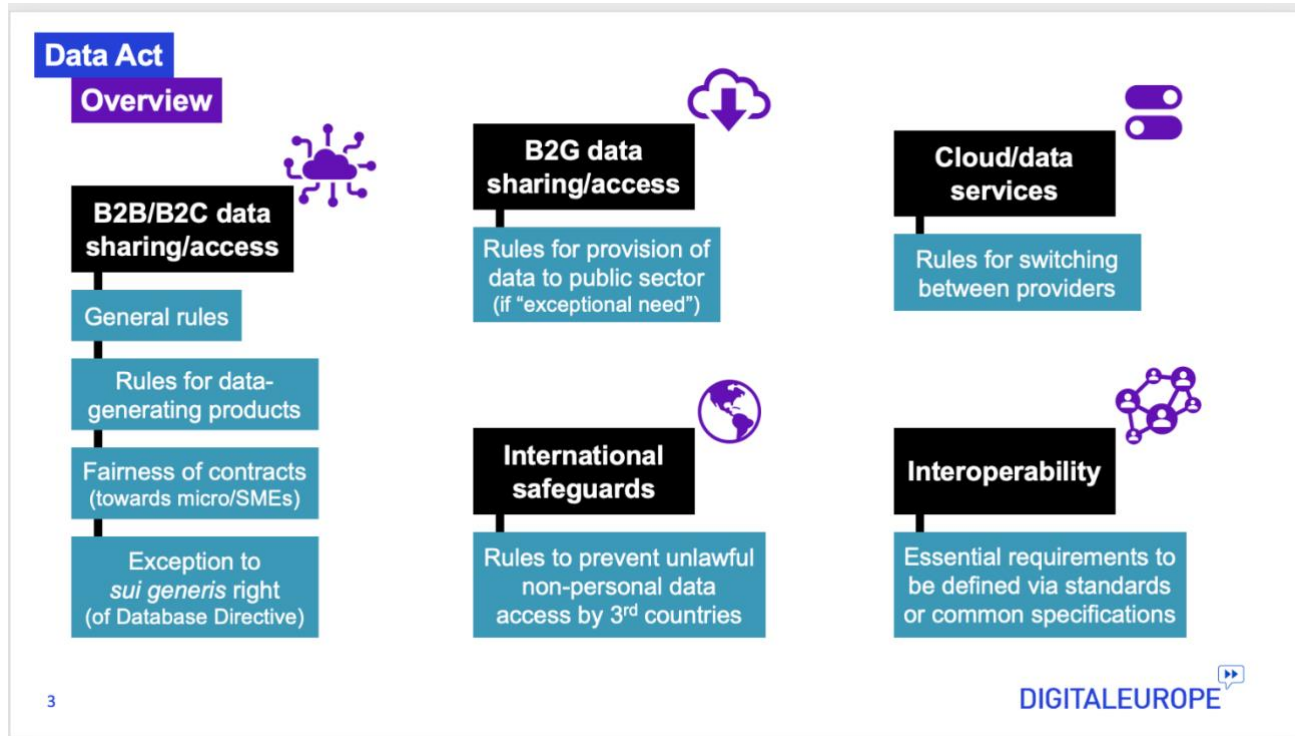 Data Act
Overview
B2B/B2C data
sharing/access
General rules
Rules for data-
generating products
Fairness of contracts
(towards micro/SMEs)
Exception to
sui generis right
(of Database Directive)
B2G data
sharing/access
Rules for provision of
data to public sector
(if “exceptional need”)
Cloud/data
services
Rules for switching
between providers
International
safeguards
Rules to prevent unlawful
non-personal data
access by 3rd countries
Interoperability
Essential requirements to
be defined via standards
or common specifications
3
DIGITALEUROPE